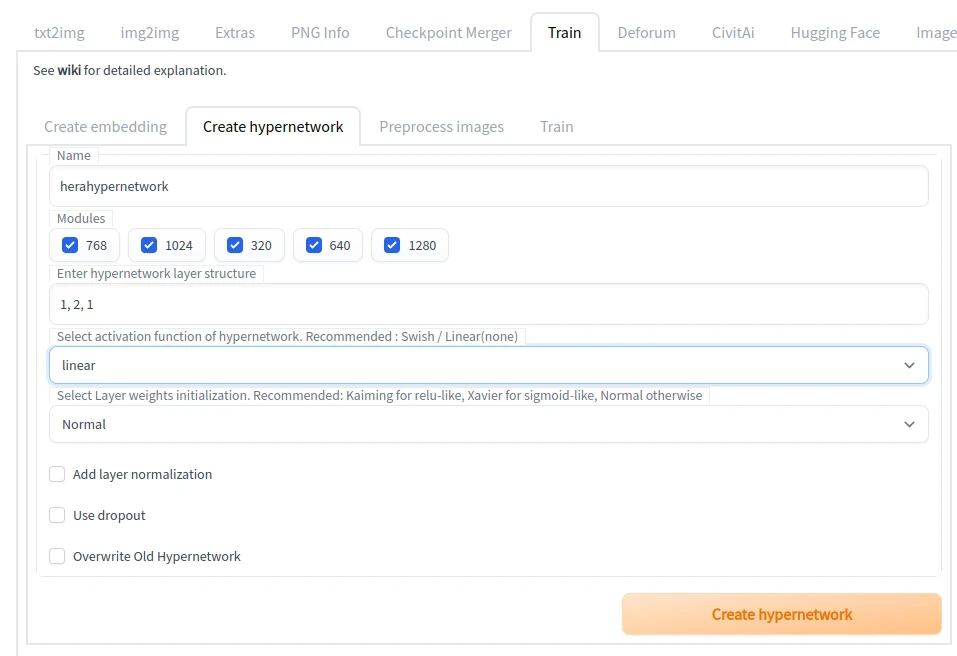 txt2img img2img Extras PNG Info Checkpoint Merger Train Deforum CivitAi Hugging Face Image
See wiki for detailed explanation.
Create embedding Create hypernetwork Preprocess images Train
Name
herahypernetwork
Modules
768 1024 320 640 1280
Enter hypernetwork layer structure
1, 2, 1
Select activation function of hypernetwork. Recommended : Swish / Linear(none)
linear
Select Layer weights initialization. Recommended: Kaiming for relu-like, Xavier for sigmoid-like, Normal otherwise
Normal
Add layer normalization
Use dropout
Overwrite Old Hypernetwork
Create hypernetwork